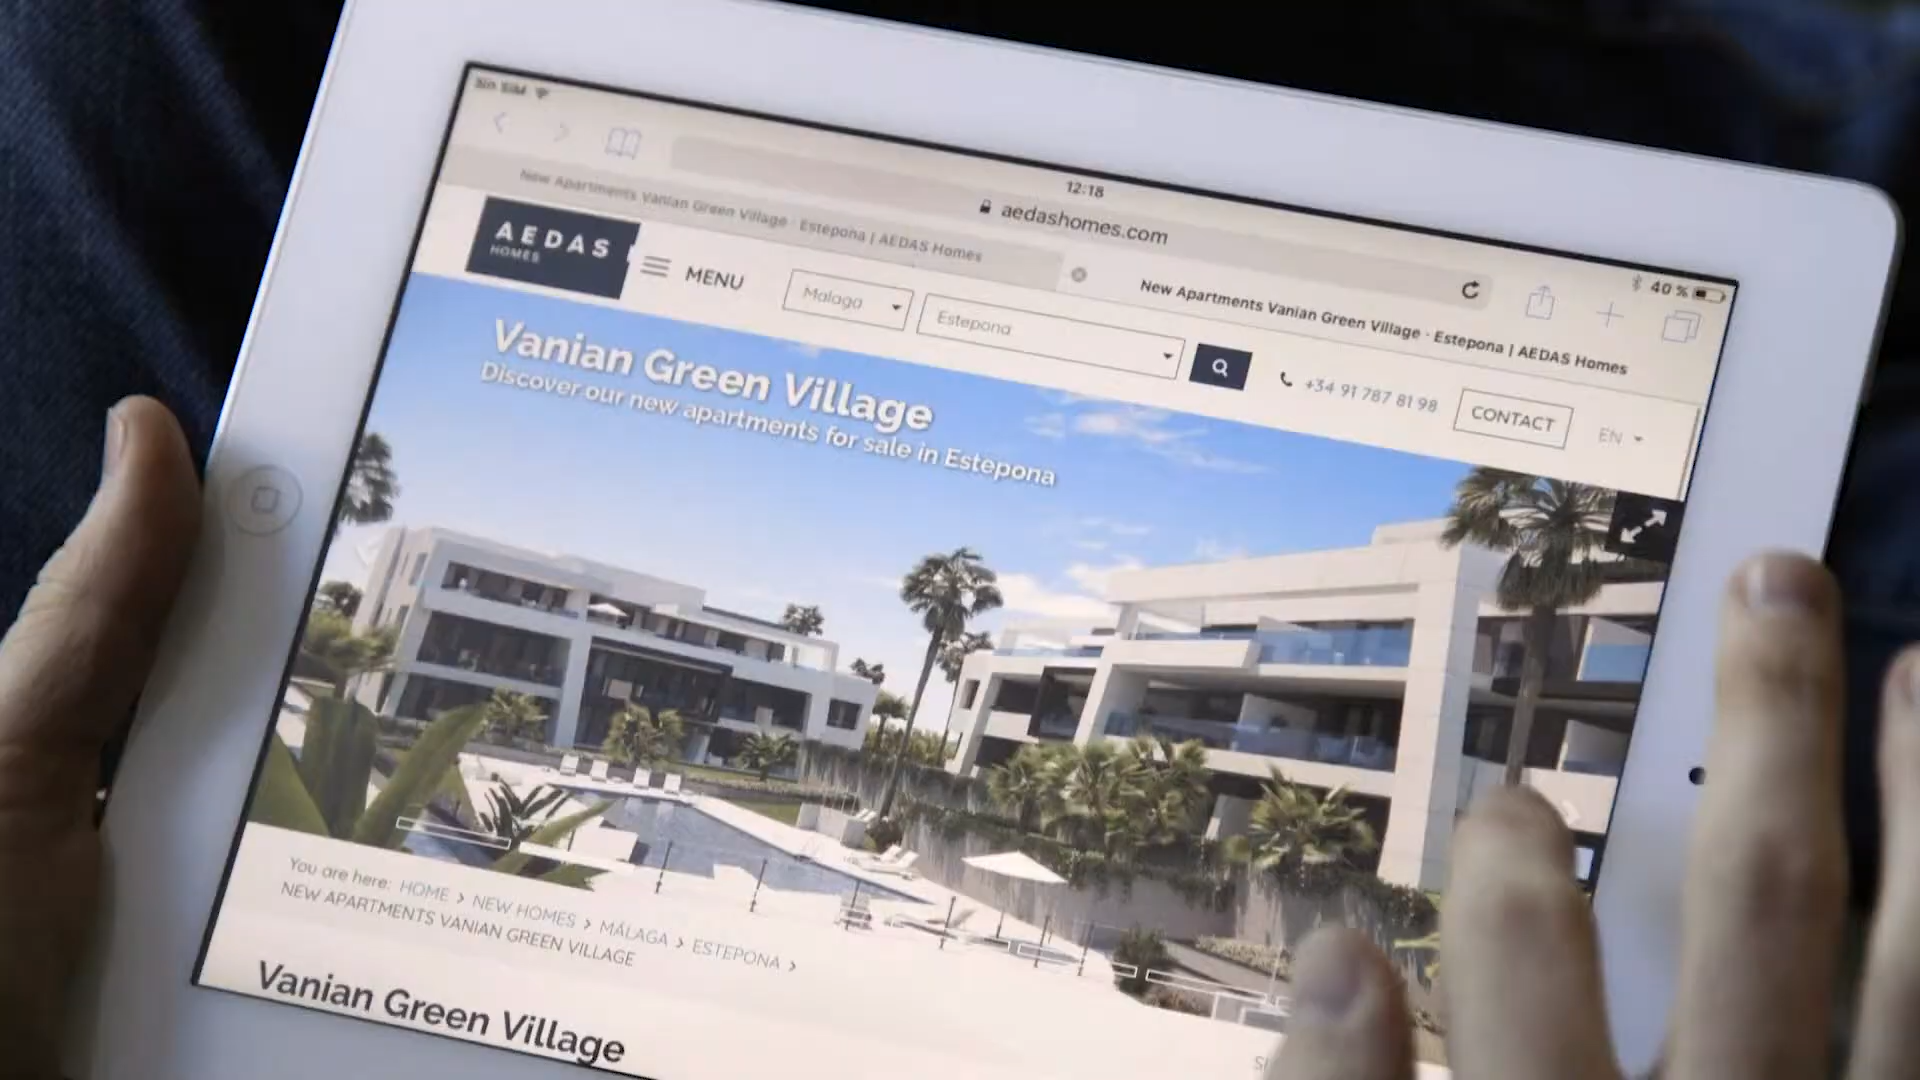 No SIM
12:18
40 %
aedashomes.com
New Apartments Vanian Green Village · Estepona | AEDAS Homes
New Apartments Vanian Green Village · Estepona | AEDAS Homes
AEDAS
HOMES
MENU
Malaga
Estepona
+34 91 787 81 98
CONTACT
EN
Vanian Green Village
Discover our new apartments for sale in Estepona
You are here: HOME > NEW HOMES > MÁLAGA > ESTEPONA >
NEW APARTMENTS VANIAN GREEN VILLAGE
Vanian Green Village